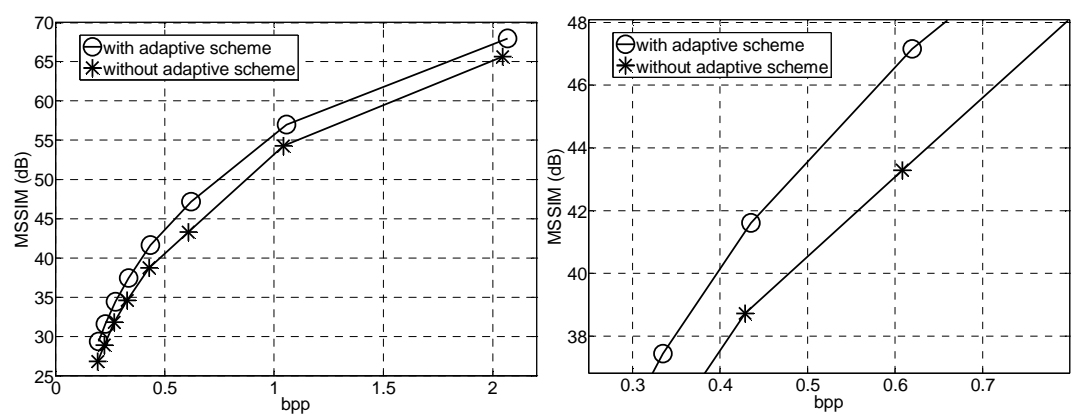 70
65
60
55
50
45
40
35
30
25
MSSIM (dB)
with adaptive scheme
without adaptive scheme
0 0.5 1 1.5 2
bpp
48
46
44
42
40
38
MSSIM (dB)
with adaptive scheme
without adaptive scheme
0.3 0.4 0.5 0.6 0.7
bpp